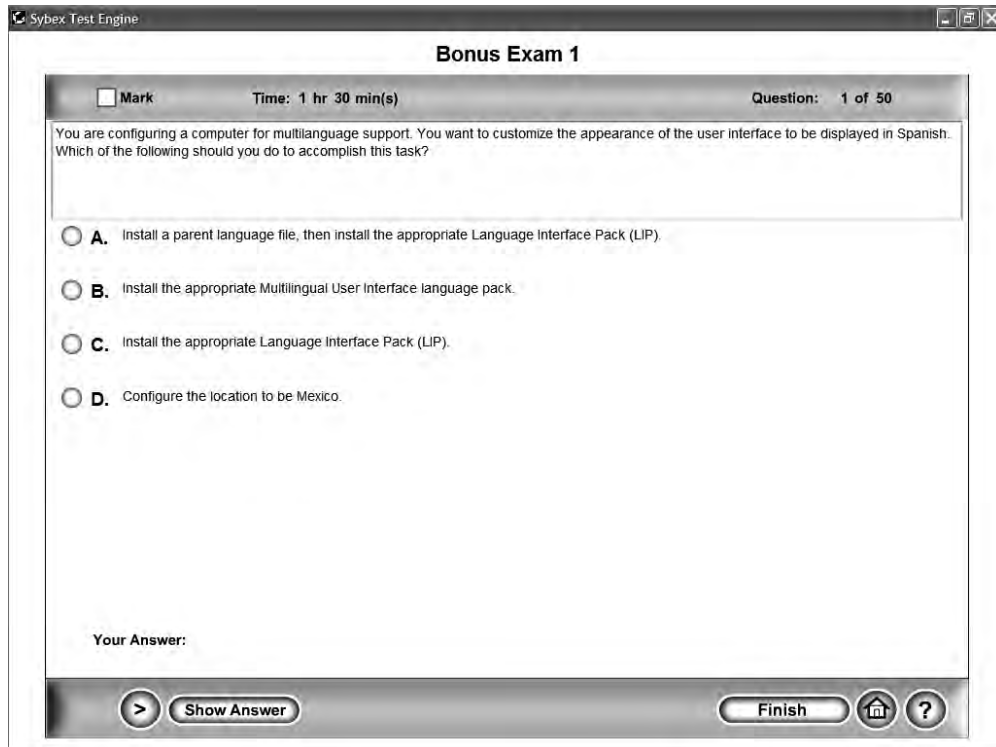 Sybex Test Engine
Bonus Exam 1
Mark Time: 1 hr 30 min(s) Question: 1 of 50
You are configuring a computer for multilanguage support. You want to customize the appearance of the user interface to be displayed in Spanish.
Which of the following should you do to accomplish this task?
A. Install a parent language file, then install the appropriate Language Interface Pack (LIP).
B. Install the appropriate Multilingual User Interface language pack.
C. Install the appropriate Language Interface Pack (LIP).
D. Configure the location to be Mexico.
Your Answer:
> Show Answer Finish ?